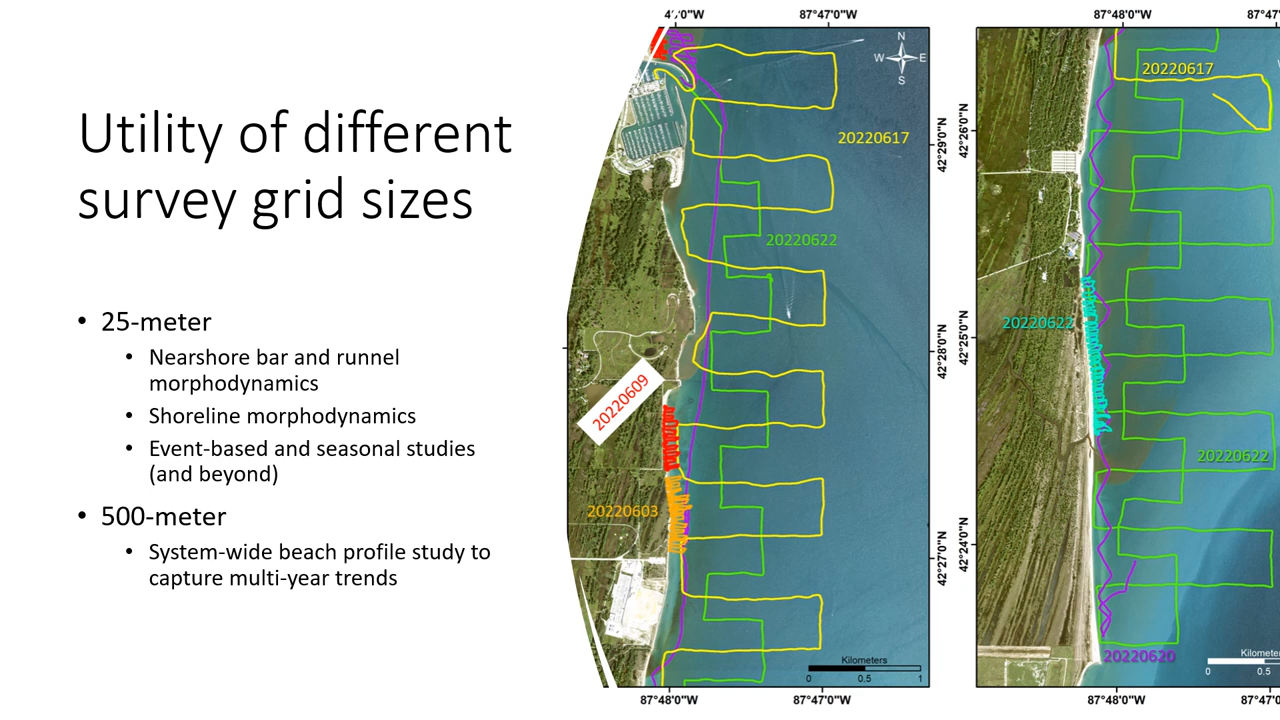 Utility of different
survey grid sizes
• 25-meter
• Nearshore bar and runnel
morphodynamics
• Shoreline morphodynamics
• Event-based and seasonal studies
(and beyond)
• 500-meter
• System-wide beach profile study to
capture multi-year trends
87°47'0"W
N
W E
S
20220617
20220622
20220609
20220603
42°29'0"N
42°28'0"N
42°27'0"N
Kilometers
0 0.5 1
87°48'0"W 87°47'0"W
87°48'0"W
20220617
42°26'0"N
42°25'0"N
42°24'0"N
20220622
20220622
20220620
0 0.5
87°48'0"W